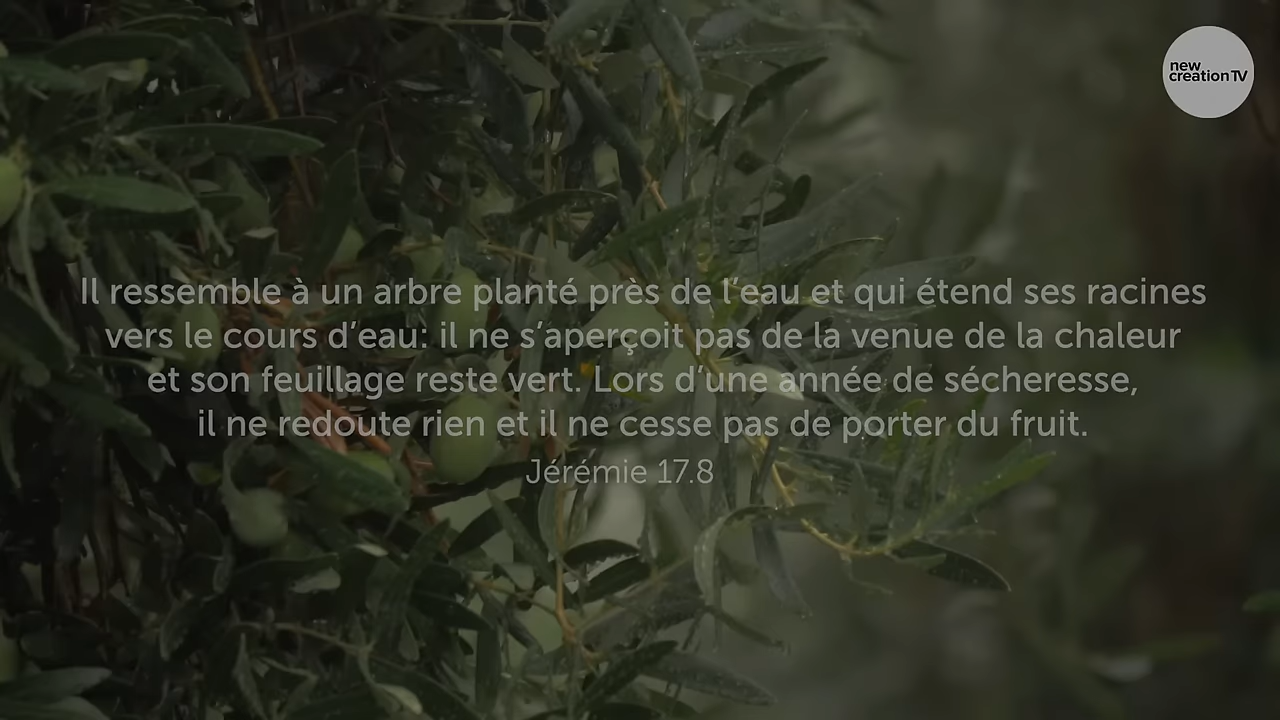 new
creation TV
Il ressemble à un arbre planté près de l’eau et qui étend ses racines
vers le cours d’eau: il ne s’aperçoit pas de la venue de la chaleur
et son feuillage reste vert. Lors d’une année de sécheresse,
il ne redoute rien et il ne cesse pas de porter du fruit.
Jérémie 17.8